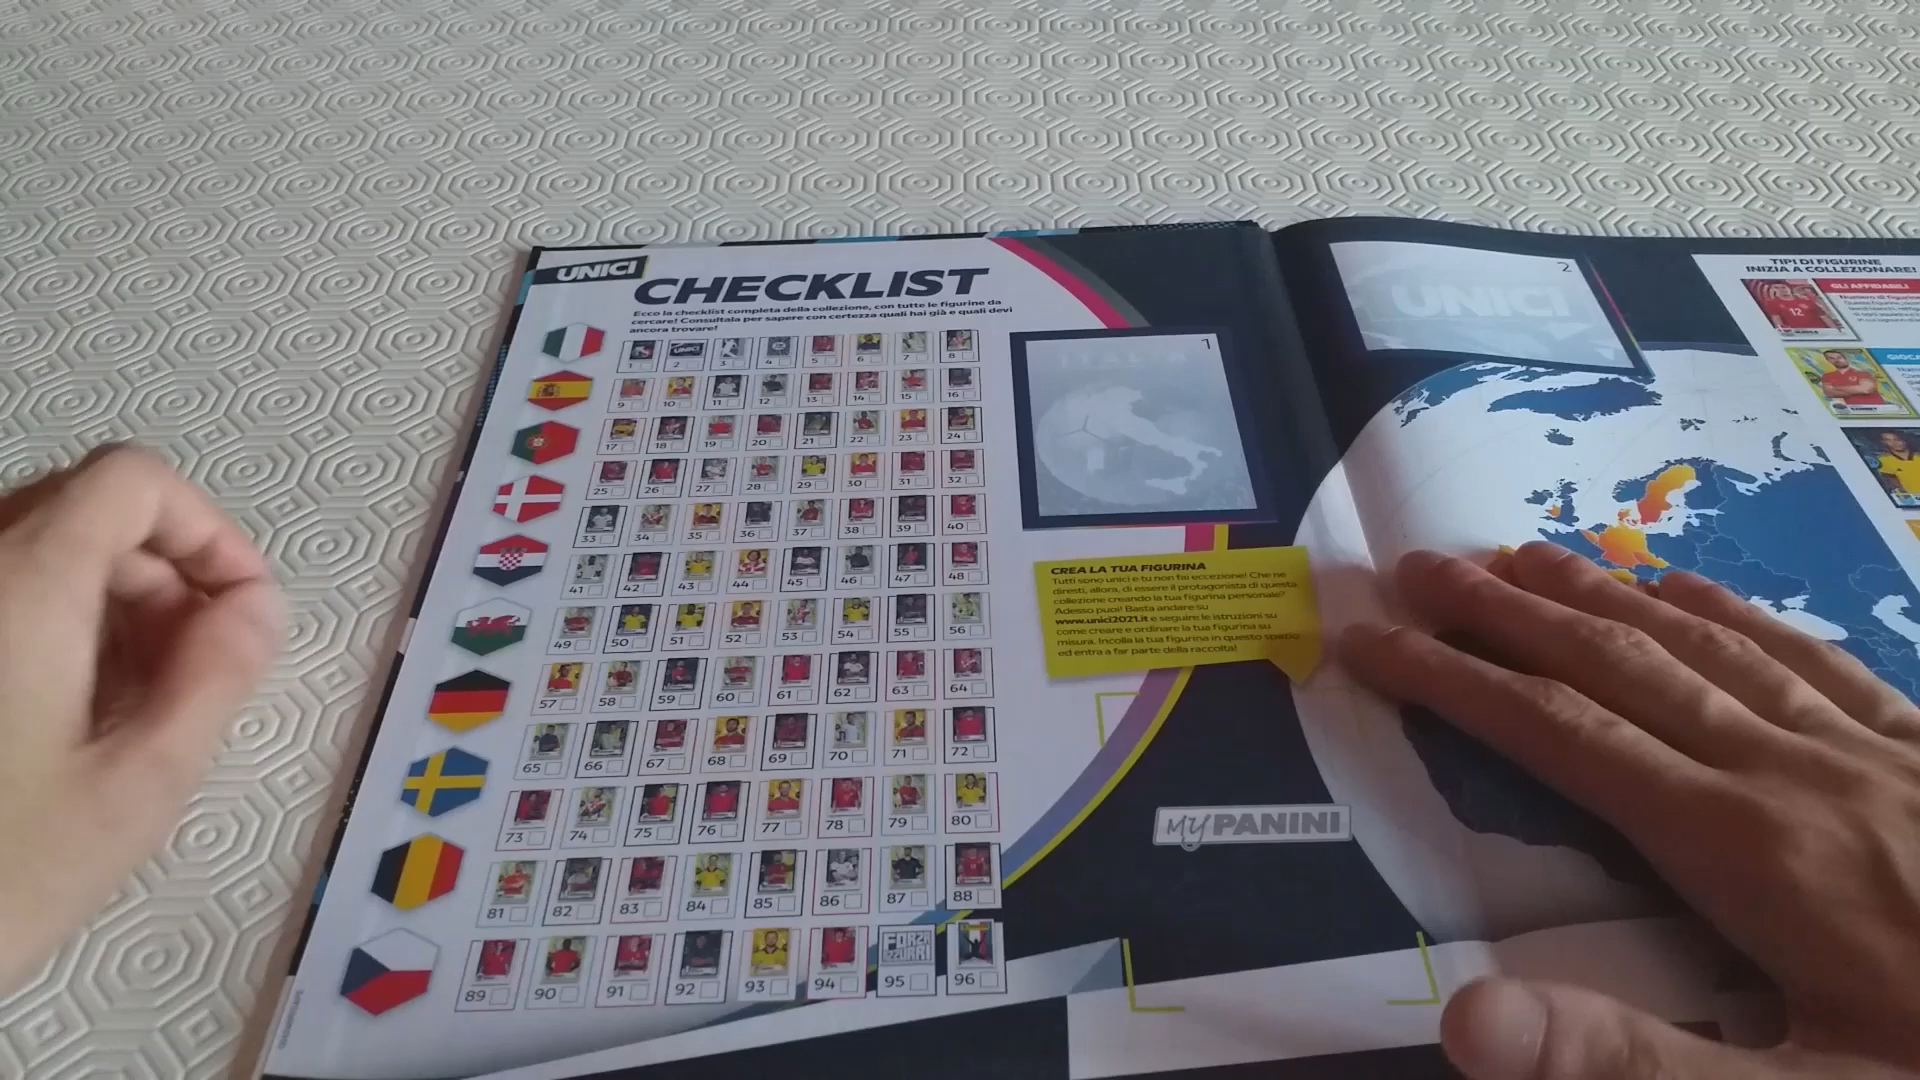 UNICI
CHECKLIST
Ecco la checklist completa della collezione, con tutte le figurine da
cercare! Consultala per sapere con certezza quali hai già e quali devi
ancora trovare!
1 2 3 4 5 6 7 8
9 10 11 12 13 14 15 16
17 18 19 20 21 22 23 24
25 26 27 28 29 30 31 32
33 34 35 36 37 38 39 40
41 42 43 44 45 46 47 48
49 50 51 52 53 54 55 56
57 58 59 60 61 62 63 64
65 66 67 68 69 70 71 72
73 74 75 76 77 78 79 80
81 82 83 84 85 86 87 88
89 90 91 92 93 94 95 96
1
CREA LA TUA FIGURINA
Tutti sono unici e tu non fai eccezione! Che ne
diresti, allora, di essere il protagonista di questa
collezione creando la tua figurina personale?
Adesso puoi! Basta andare su
www.unici2021.it e seguire le istruzioni su
come creare e ordinare la tua figurina su
misura. Incolla la tua figurina in questo spazio
ed entra a far parte della raccolta!
MyPANINI
2
UNICI
TIPI DI FIGURINE
INIZIA A COLLEZIONARE!
GLI AFFIDABILI
12